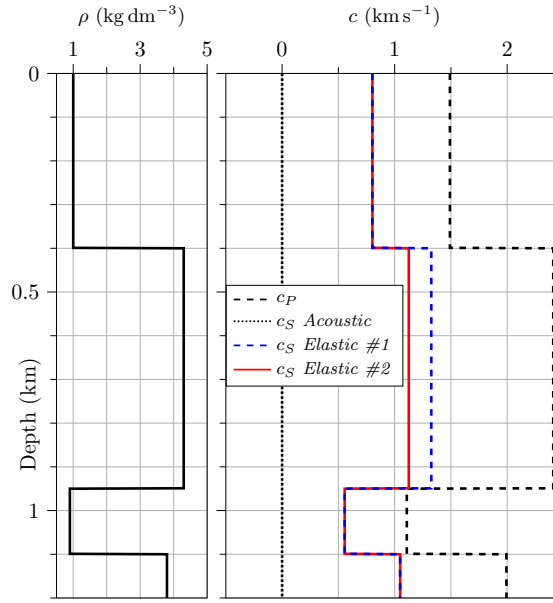 ρ (kg dm⁻³)
c (km s⁻¹)
1 3 5
0 1 2
0
0.5
1
Depth (km)
c_P
c_S Acoustic
c_S Elastic #1
c_S Elastic #2